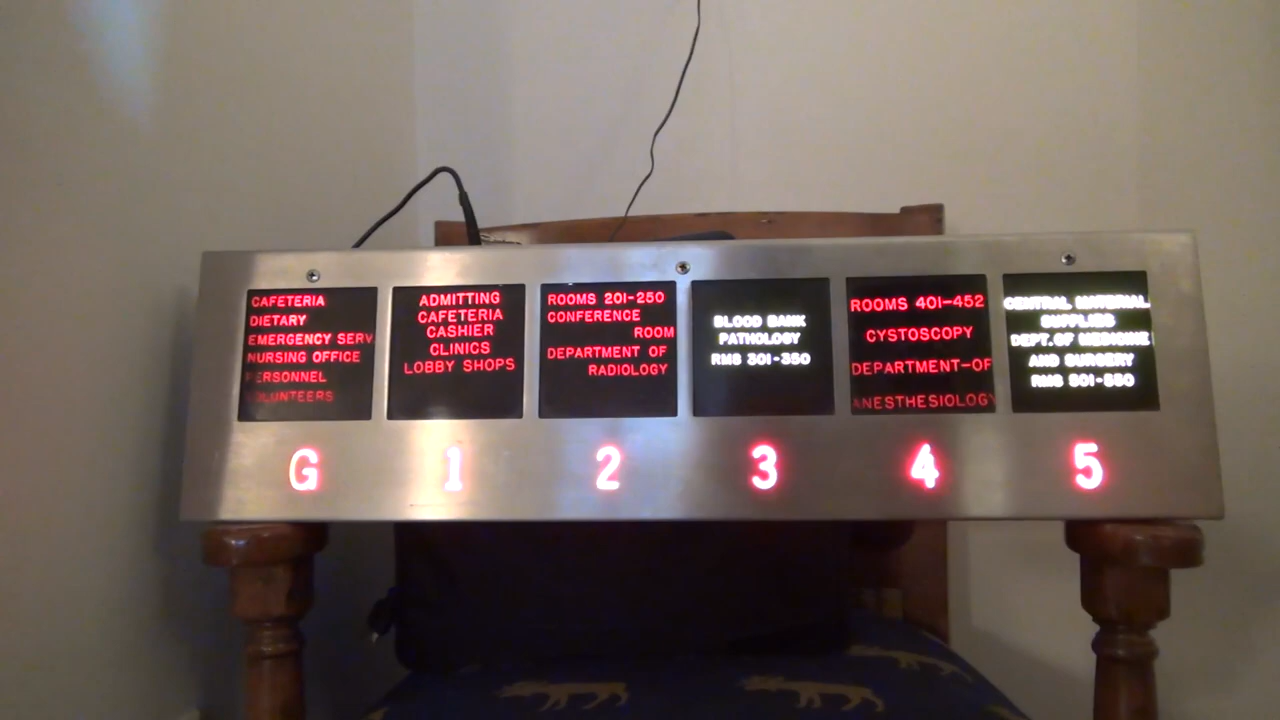 CAFETERIA
DIETARY
EMERGENCY SERV
NURSING OFFICE
PERSONNEL
VOLUNTEERS
G
ADMITTING
CAFETERIA
CASHIER
CLINICS
LOBBY SHOPS
1
ROOMS 201-250
CONFERENCE
ROOM
DEPARTMENT OF
RADIOLOGY
2
BLOOD BANK
PATHOLOGY
RMS 301-350
3
ROOMS 401-452
CYSTOSCOPY
DEPARTMENT-OF
ANESTHESIOLOGY
4
CENTRAL MATERIAL
SUPPLIES
DEPT. OF MEDICINE
AND SURGERY
RMS 501-550
5